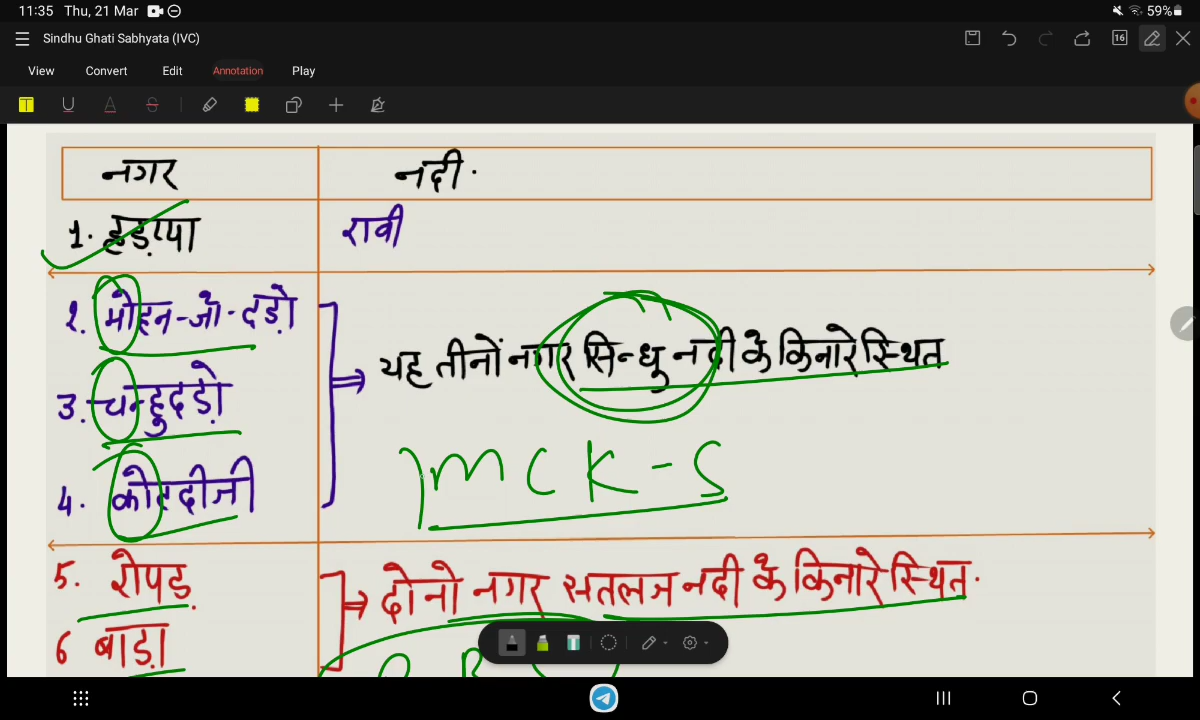 11:35 Thu, 21 Mar 59%
Sindhu Ghati Sabhyata (IVC) 16
View Convert Edit Annotation Play
T U A S
नगर नदी.
1. हड़प्पा रावी
2. मोहन-जो-दड़ो
यह तीनों नगर सिन्धु नदी के किनारे स्थित
3. चन्हुदड़ो
MCK-S
4. कोटदीजी
5. रोपड़ दोनो नगर सतलज नदी के किनारे स्थित.
6 बाड़ा